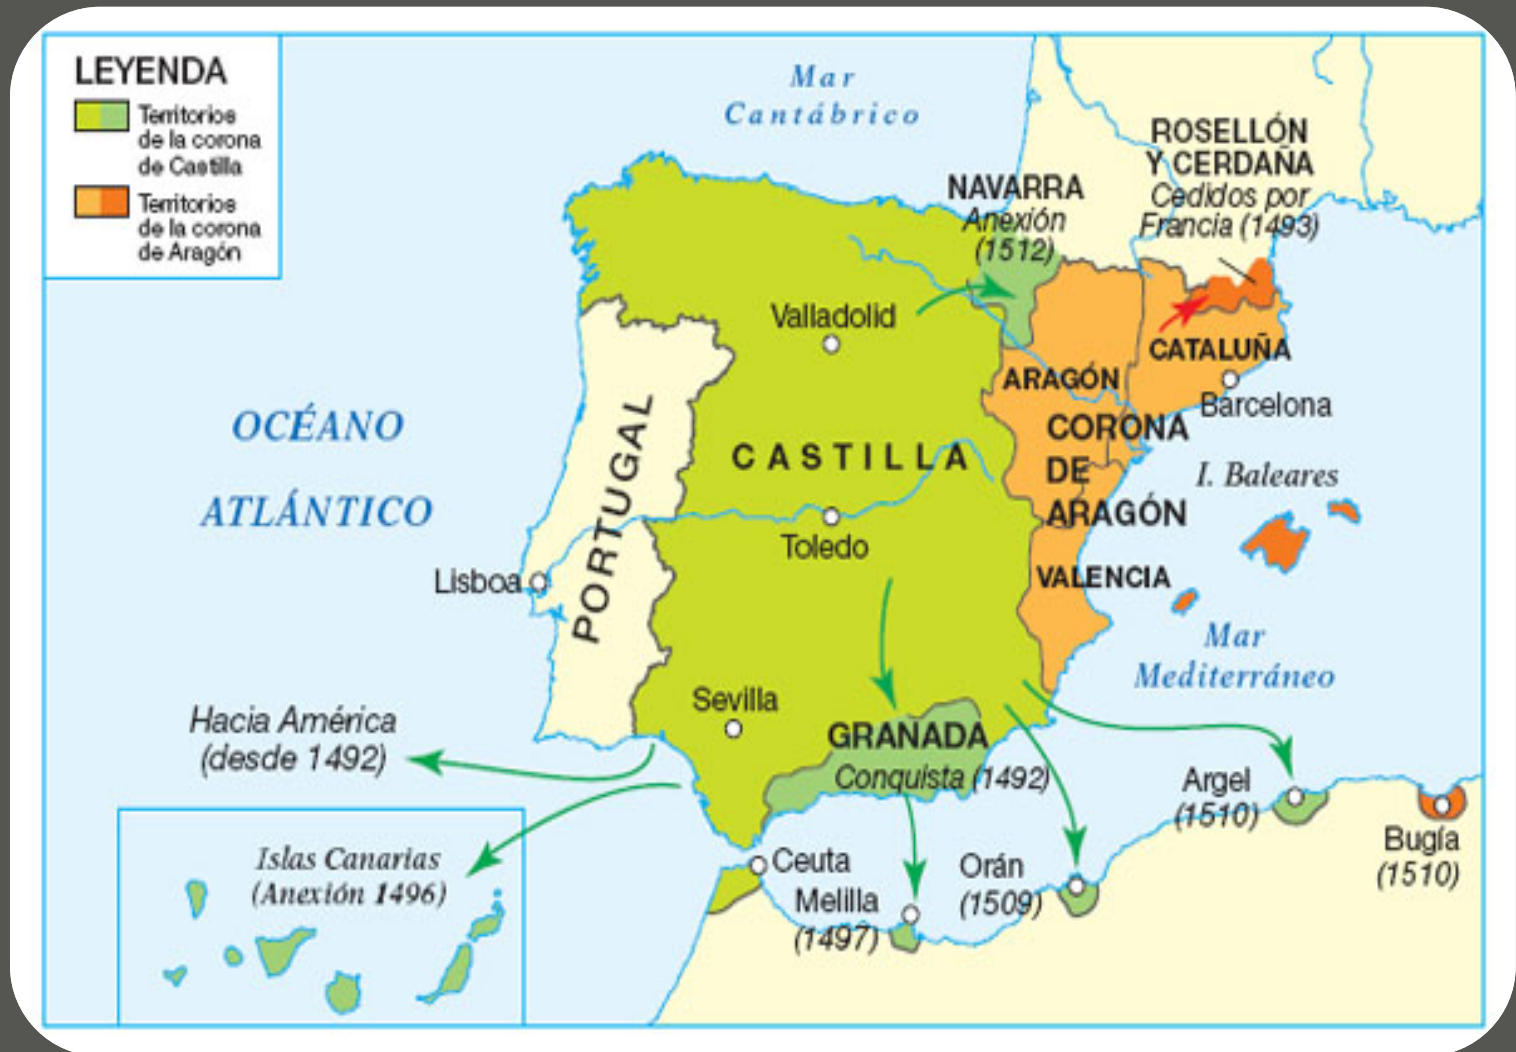 LEYENDA
Territorios
de la corona
de Castilla
Territorios
de la corona
de Aragón
Mar
Cantábrico
NAVARRA
Anexión
(1512)
ROSELLÓN
Y CERDAÑA
Cedidos por
Francia (1493)
Valladolid
CATALUÑA
ARAGÓN
Barcelona
OCÉANO
ATLÁNTICO
PORTUGAL
CASTILLA
CORONA
DE
ARAGÓN
I. Baleares
Toledo
Lisboa
VALENCIA
Mar
Mediterráneo
Sevilla
Hacia América
(desde 1492)
GRANADA
Conquista (1492)
Argel
(1510)
Bugía
(1510)
Islas Canarias
(Anexión 1496)
Ceuta
Melilla
(1497)
Orán
(1509)